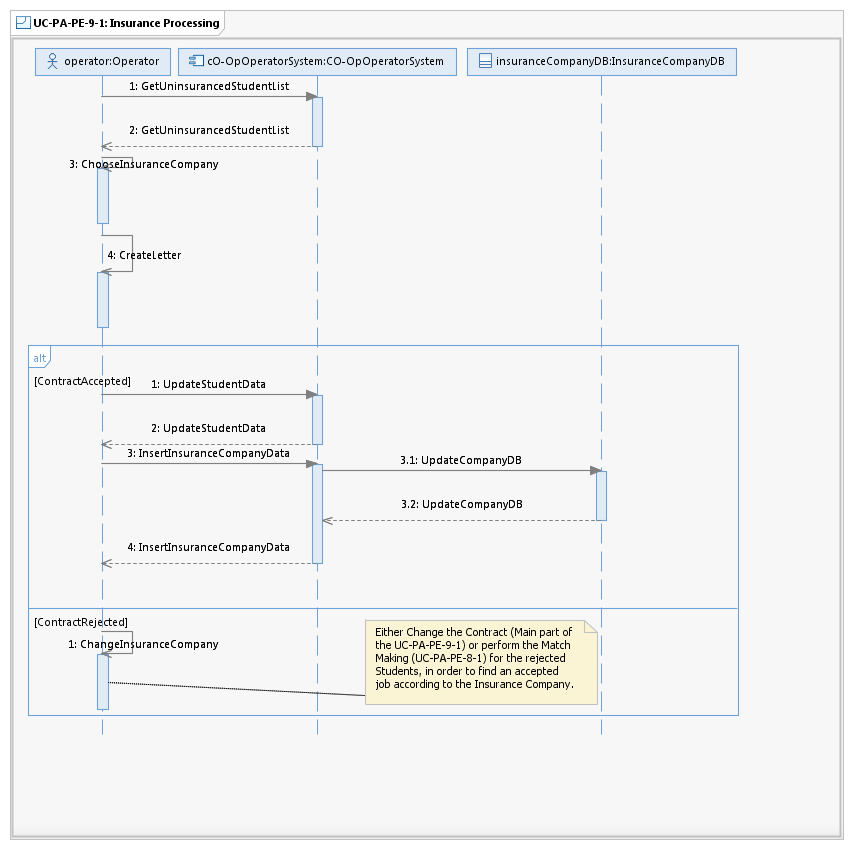 UC-PA-PE-9-1: Insurance Processing
operator:Operator
cO-OpOperatorSystem:CO-OpOperatorSystem
insuranceCompanyDB:InsuranceCompanyDB
1: GetUninsurancedStudentList
2: GetUninsurancedStudentList
3: ChooseInsuranceCompany
4: CreateLetter
alt
[ContractAccepted]
1: UpdateStudentData
2: UpdateStudentData
3: InsertInsuranceCompanyData
3.1: UpdateCompanyDB
3.2: UpdateCompanyDB
4: InsertInsuranceCompanyData
[ContractRejected]
1: ChangeInsuranceCompany
Either Change the Contract (Main part of
the UC-PA-PE-9-1) or perform the Match
Making (UC-PA-PE-8-1) for the rejected
Students, in order to find an accepted
job according to the Insurance Company.